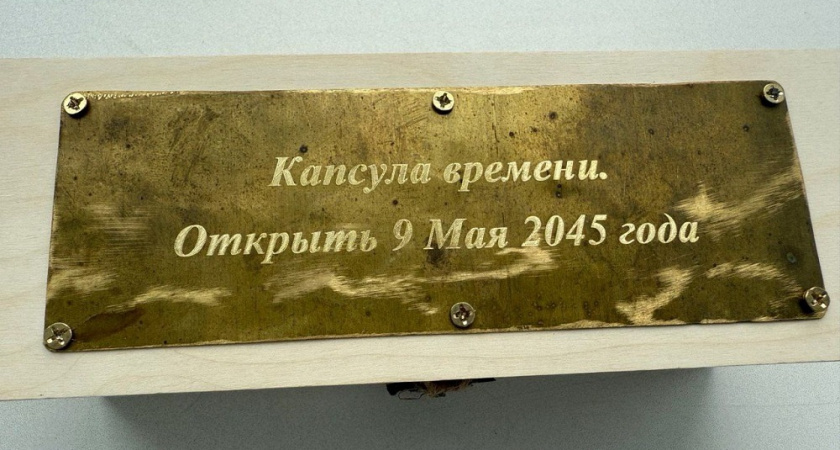 Капсула времени.
Открыть 9 Мая 2045 года